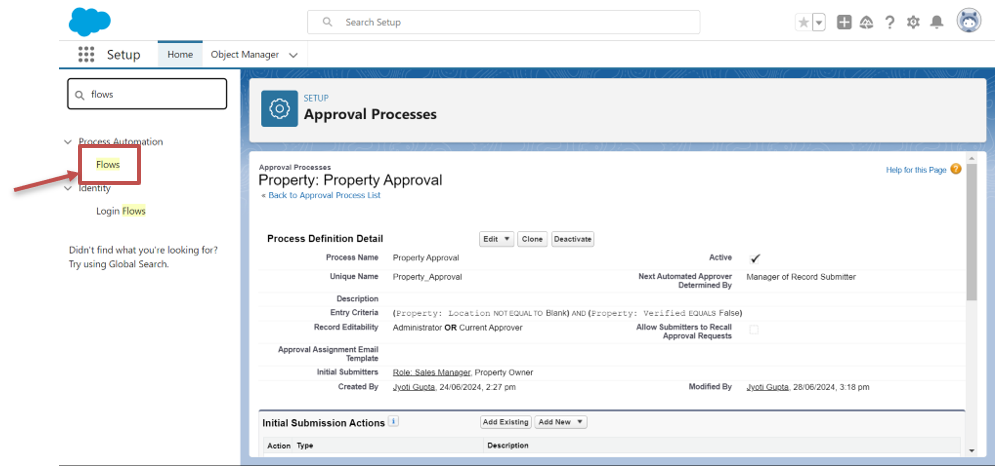 Search Setup
Setup
Home
Object Manager
flows
Process Automation
Flows
Identity
Login Flows
Didn't find what you're looking for?
Try using Global Search.
SETUP
Approval Processes
Approval Processes
Property: Property Approval
Help for this Page ?
« Back to Approval Process List
Process Definition Detail
Edit
Clone
Deactivate
Process Name Property Approval Active
Unique Name Property_Approval Next Automated Approver
Determined By Manager of Record Submitter
Description
Entry Criteria (Property: Location NOT EQUAL TO Blank) AND (Property: Verified EQUALS False)
Record Editability Administrator OR Current Approver Allow Submitters to Recall
Approval Requests
Approval Assignment Email
Template
Initial Submitters Role: Sales Manager, Property Owner
Created By Jyoti Gupta, 24/06/2024, 2:27 pm Modified By Jyoti Gupta, 28/06/2024, 3:18 pm
Initial Submission Actions i Add Existing Add New
Action Type Description